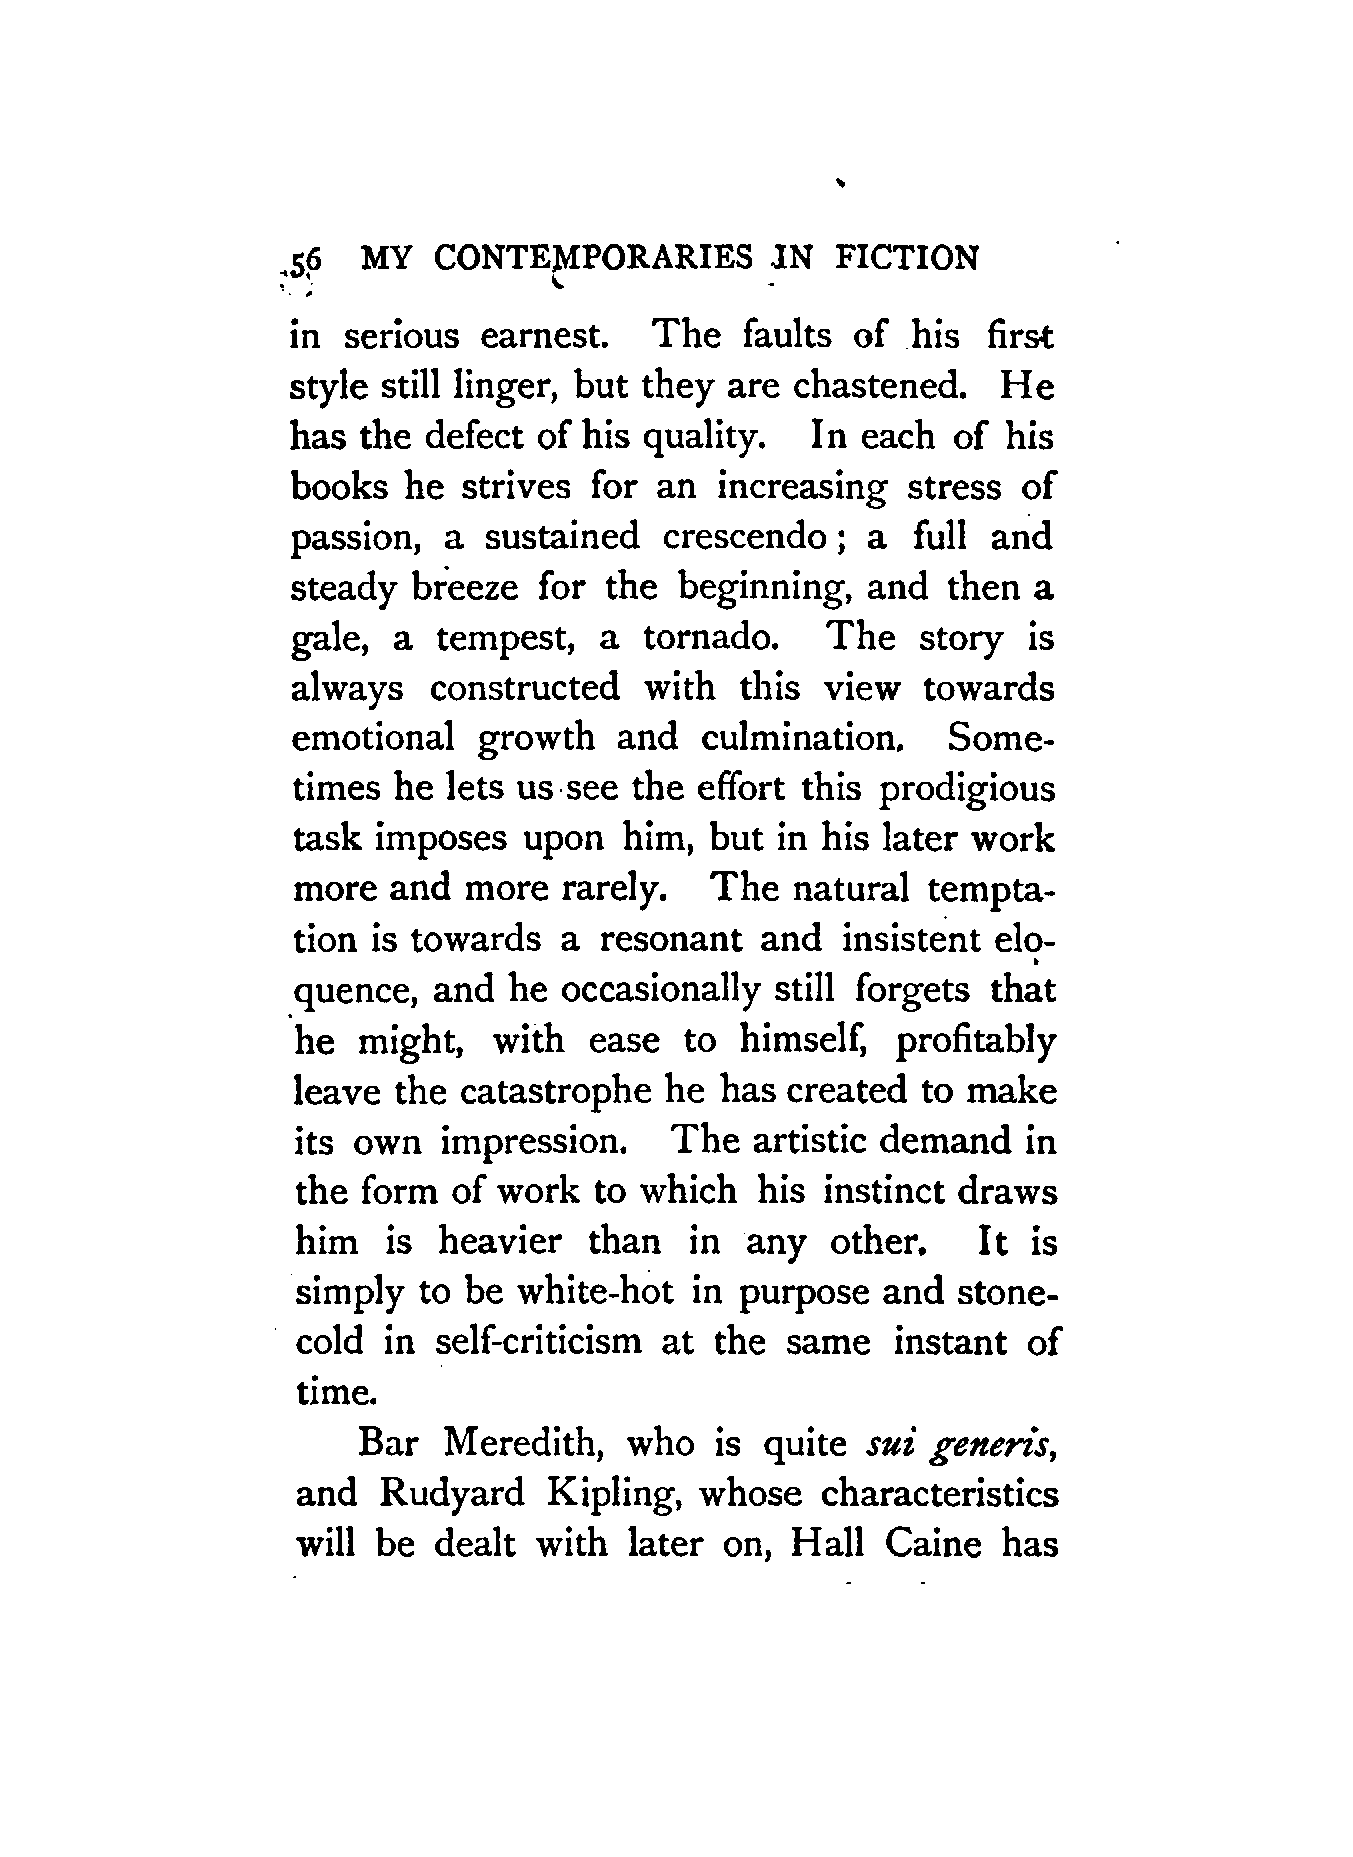 56 MY CONTEMPORARIES IN FICTION
in serious earnest. The faults of his first
style still linger, but they are chastened. He
has the defect of his quality. In each of his
books he strives for an increasing stress of
passion, a sustained crescendo; a full and
steady breeze for the beginning, and then a
gale, a tempest, a tornado. The story is
always constructed with this view towards
emotional growth and culmination. Some-
times he lets us see the effort this prodigious
task imposes upon him, but in his later work
more and more rarely. The natural tempta-
tion is towards a resonant and insistent elo-
quence, and he occasionally still forgets that
he might, with ease to himself, profitably
leave the catastrophe he has created to make
its own impression. The artistic demand in
the form of work to which his instinct draws
him is heavier than in any other. It is
simply to be white-hot in purpose and stone-
cold in self-criticism at the same instant of
time.
Bar Meredith, who is quite sui generis,
and Rudyard Kipling, whose characteristics
will be dealt with later on, Hall Caine has